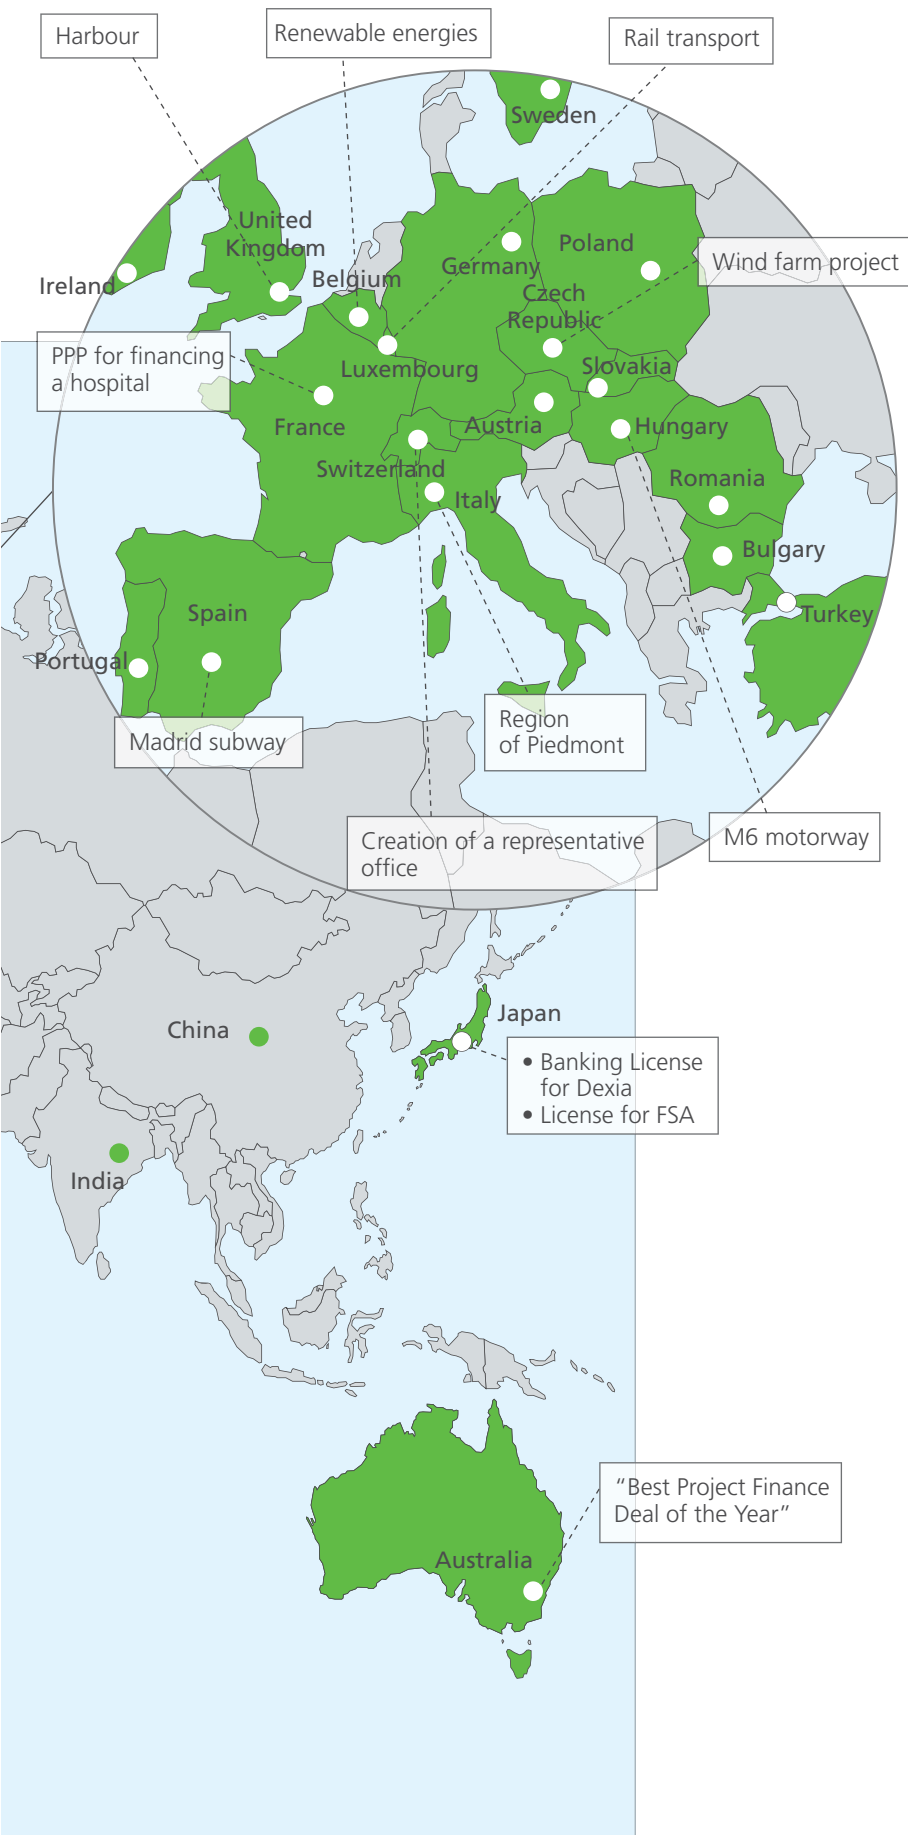 Harbour
Renewable energies
Rail transport
Sweden
United
Kingdom
Ireland
Belgium
Germany
Poland
Wind farm project
Czech
Republic
PPP for financing
a hospital
Luxembourg
Slovakia
France
Austria
Hungary
Switzerland
Italy
Romania
Bulgary
Spain
Turkey
Portugal
Madrid subway
Region
of Piedmont
Creation of a representative
office
M6 motorway
China
Japan
• Banking License
for Dexia
• License for FSA
India
“Best Project Finance
Deal of the Year”
Australia